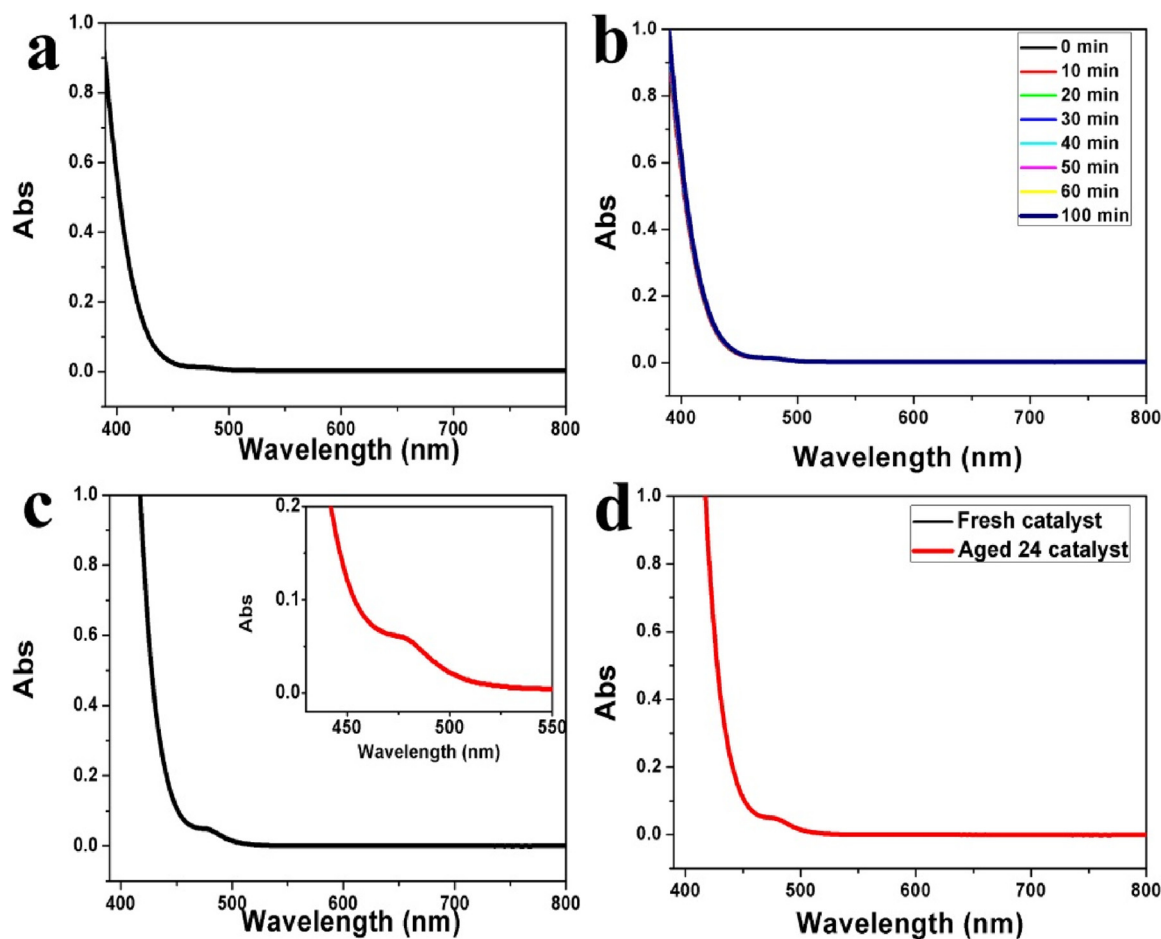 a
1.0
0.8
0.6
0.4
0.2
0.0
Abs
400 500 600 700 800
Wavelength (nm)
b
1.0
0.8
0.6
0.4
0.2
0.0
Abs
0 min
10 min
20 min
30 min
40 min
50 min
60 min
100 min
400 500 600 700 800
Wavelength (nm)
c
1.0
0.8
0.6
0.4
0.2
0.0
Abs
0.2
0.1
0.0
Abs
450 500 550
Wavelength (nm)
400 500 600 700 800
Wavelength (nm)
d
1.0
0.8
0.6
0.4
0.2
0.0
Abs
Fresh catalyst
Aged 24 catalyst
400 500 600 700 800
Wavelength (nm)